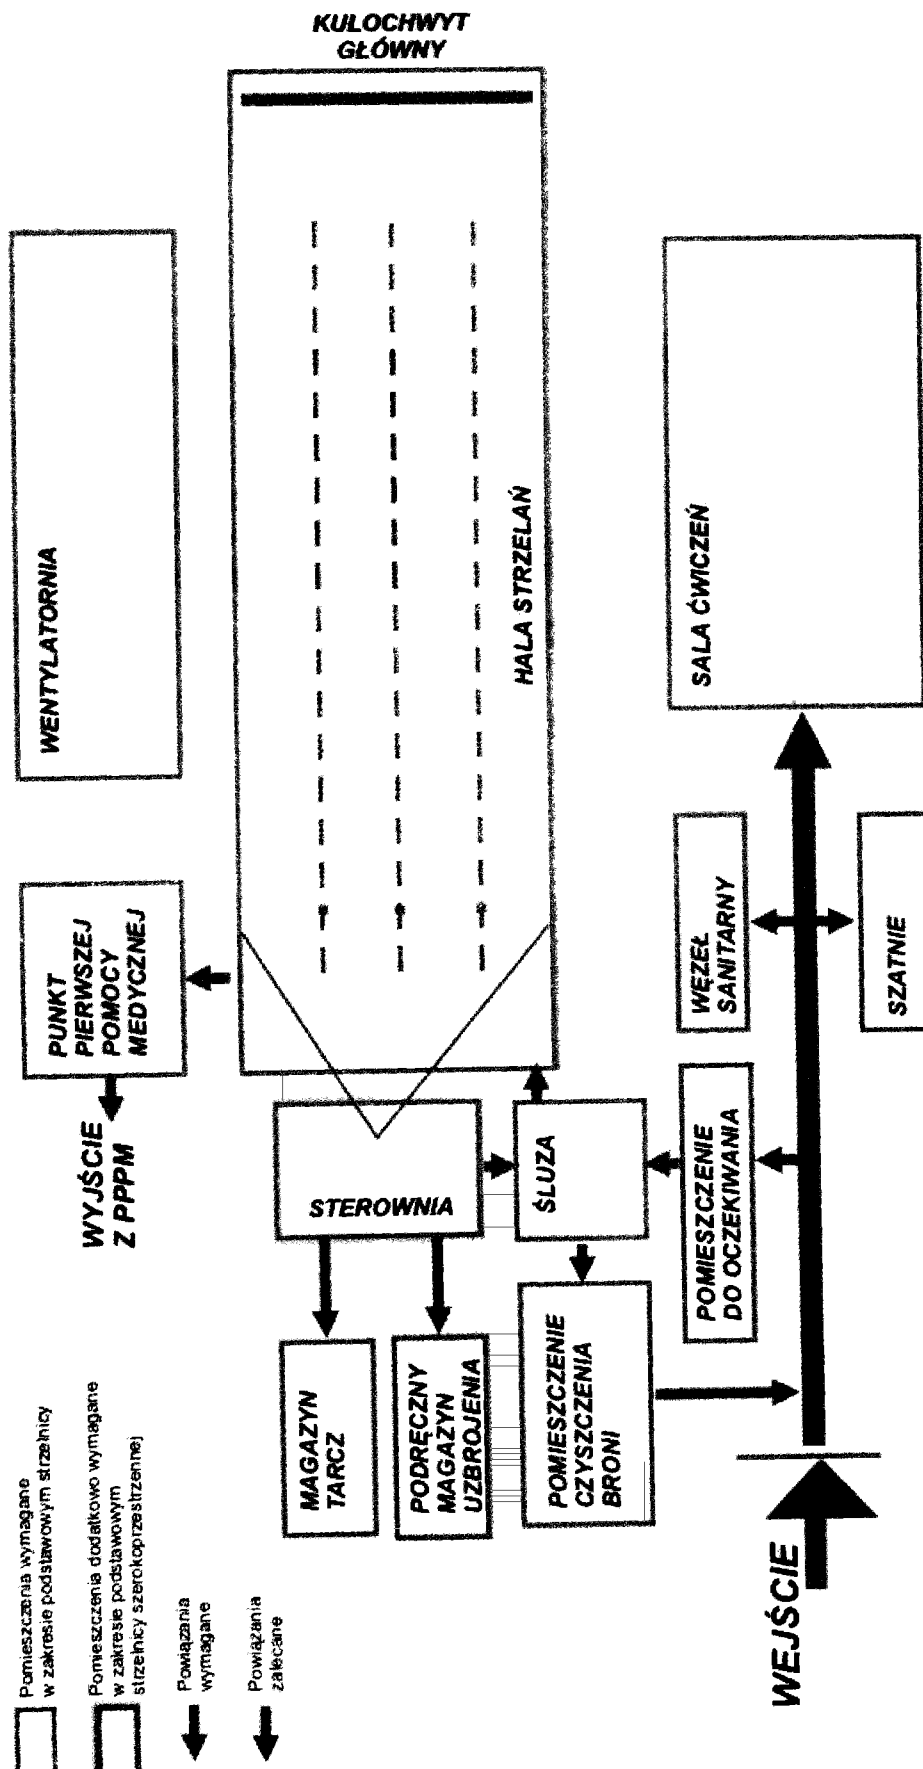 KULOCHWYT
GŁÓWNY
WENTYLATORNIA
HALA STRZELAŃ
SALA ĆWICZEŃ
PUNKT
PIERWSZEJ
POMOCY
MEDYCZNEJ
WYJŚCIE
Z PPPM
STEROWNIA
ŚLUZA
WĘZEŁ
SANITARNY
SZATNIE
POMIESZCZENIE
DO OCZEKIWANIA
MAGAZYN
TARCZ
PODRĘCZNY
MAGAZYN
UZBROJENIA
POMIESZCZENIE
CZYSZCZENIA
BRONI
WEJŚCIE
Pomieszczenia wymagane
w zakresie podstawowym strzelnicy
Pomieszczenia dodatkowo wymagane
w zakresie podstawowym
strzelnicy szerokoprzestrzennej
Powiązania
wymagane
Powiązania
zalecane